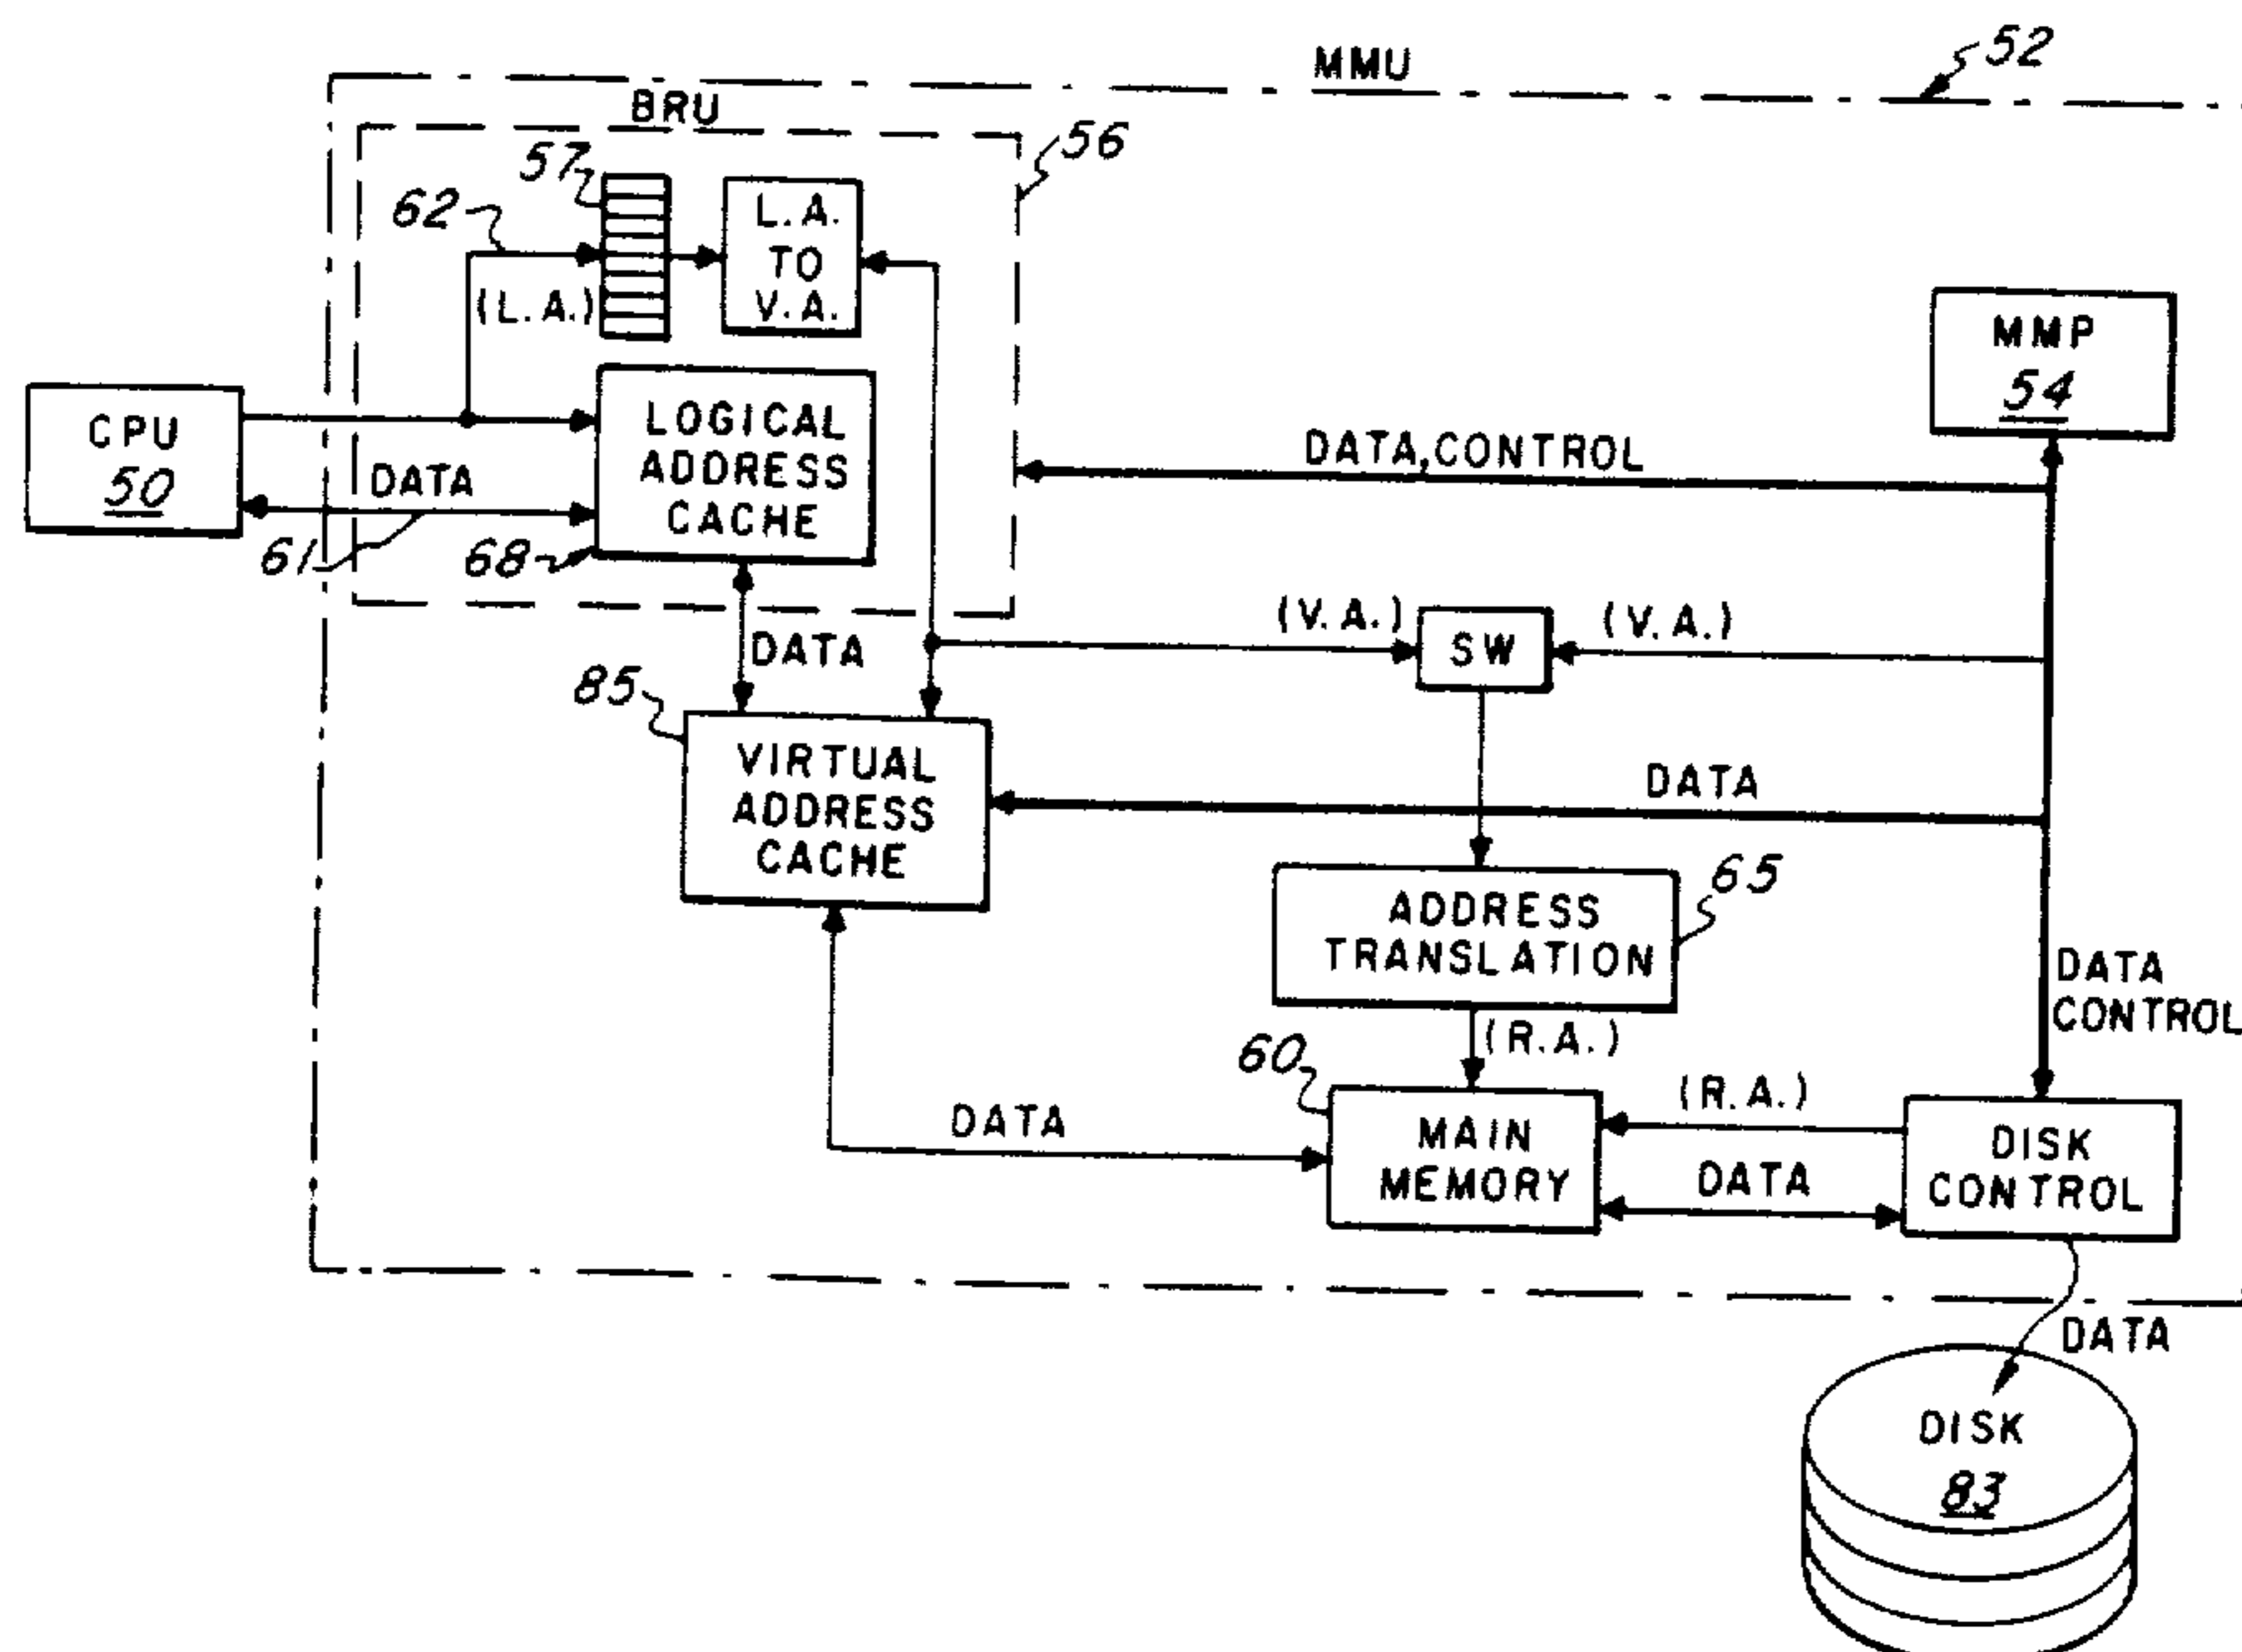 MMU
52
BRU
56
57
62
L.A.
TO
V.A.
(L.A.)
MMP
54
CPU
50
LOGICAL
ADDRESS
CACHE
DATA
DATA,CONTROL
61
68
DATA
(V.A.)
SW
(V.A.)
85
VIRTUAL
ADDRESS
CACHE
DATA
65
ADDRESS
TRANSLATION
DATA
CONTROL
60
(R.A.)
(R.A.)
DATA
MAIN
MEMORY
DATA
DISK
CONTROL
DATA
DISK
83